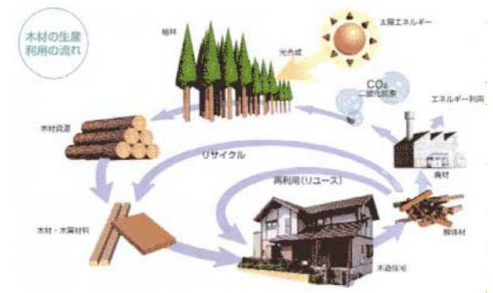 木材の生産
利用の流れ
植林
太陽エネルギー
光合成
CO₂
二酸化炭素
エネルギー利用
木材資源
リサイクル
廃材
再利用（リユース）
木材・木質材料
解体材
木造住宅